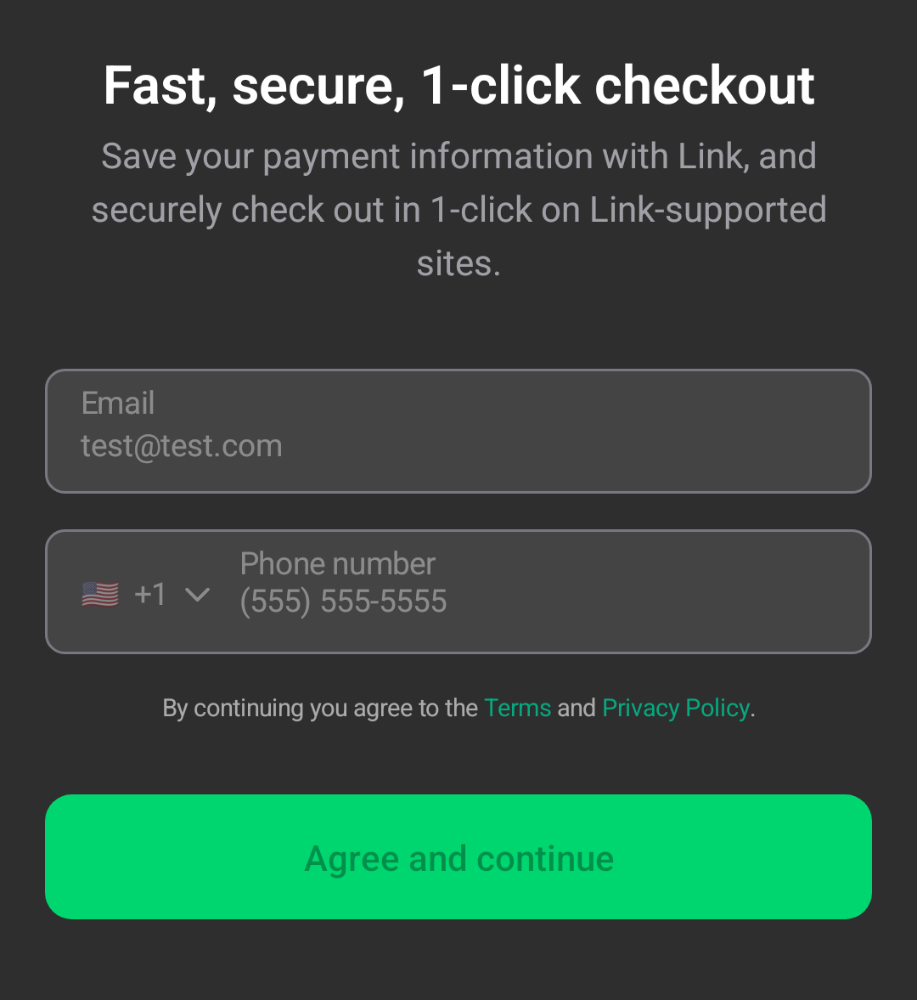 Fast, secure, 1-click checkout
Save your payment information with Link, and
securely check out in 1-click on Link-supported
sites.
Email
test@test.com
Phone number
+1
(555) 555-5555
By continuing you agree to the Terms and Privacy Policy.
Agree and continue